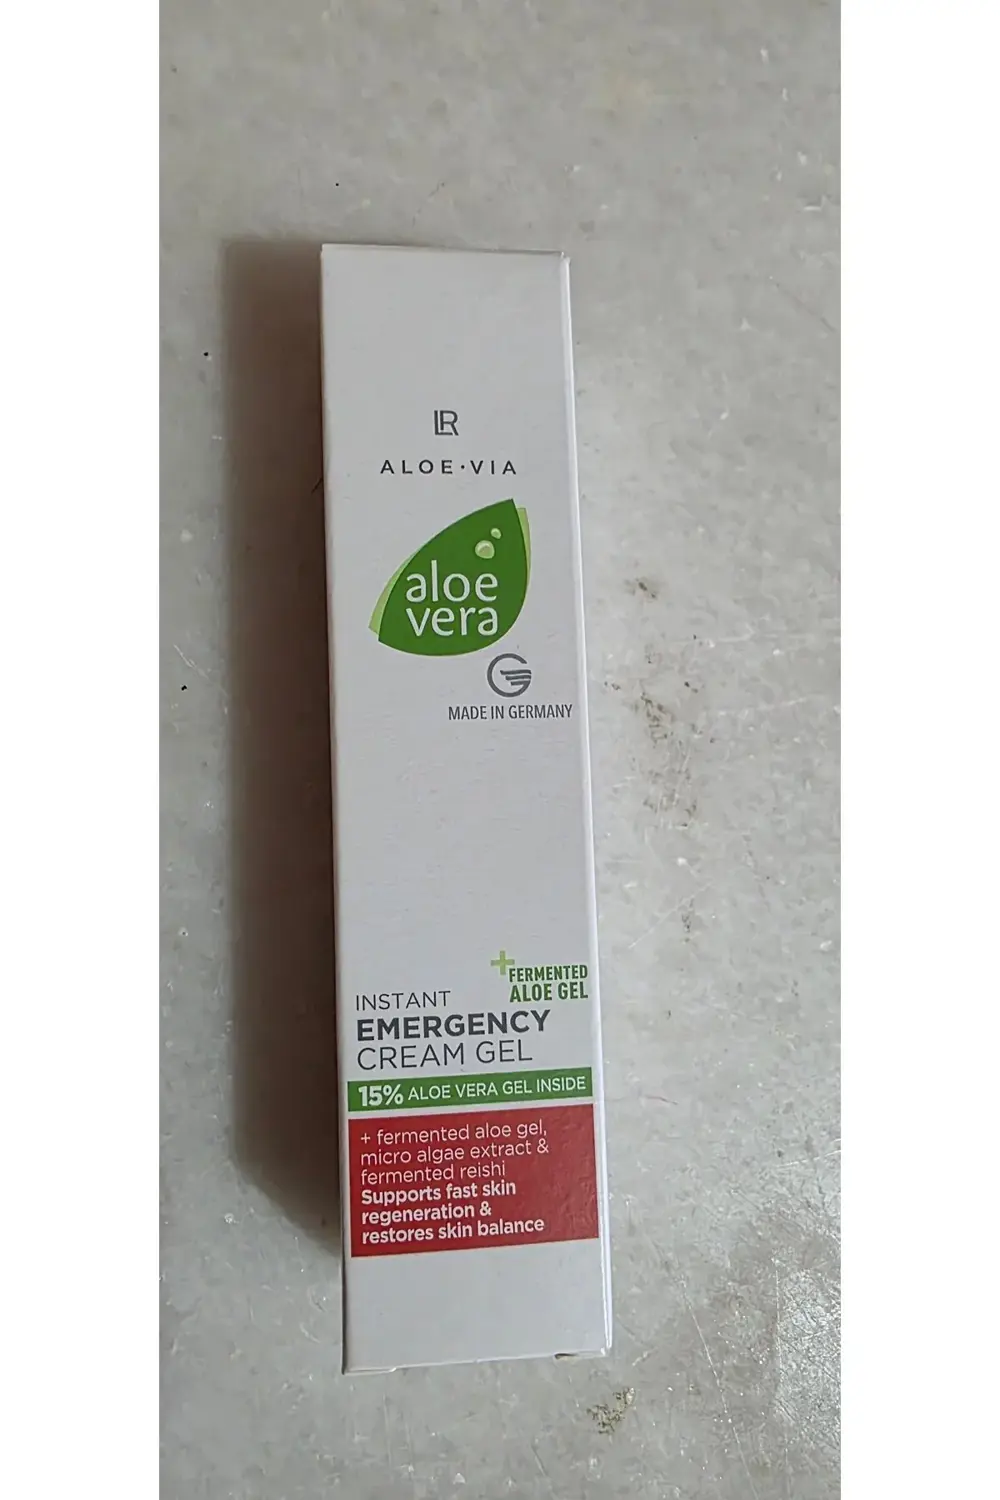 LR
ALOE·VIA
aloe
vera
MADE IN GERMANY
+FERMENTED
ALOE GEL
INSTANT
EMERGENCY
CREAM GEL
15% ALOE VERA GEL INSIDE
+ fermented aloe gel,
micro algae extract &
fermented reishi
Supports fast skin
regeneration &
restores skin balance